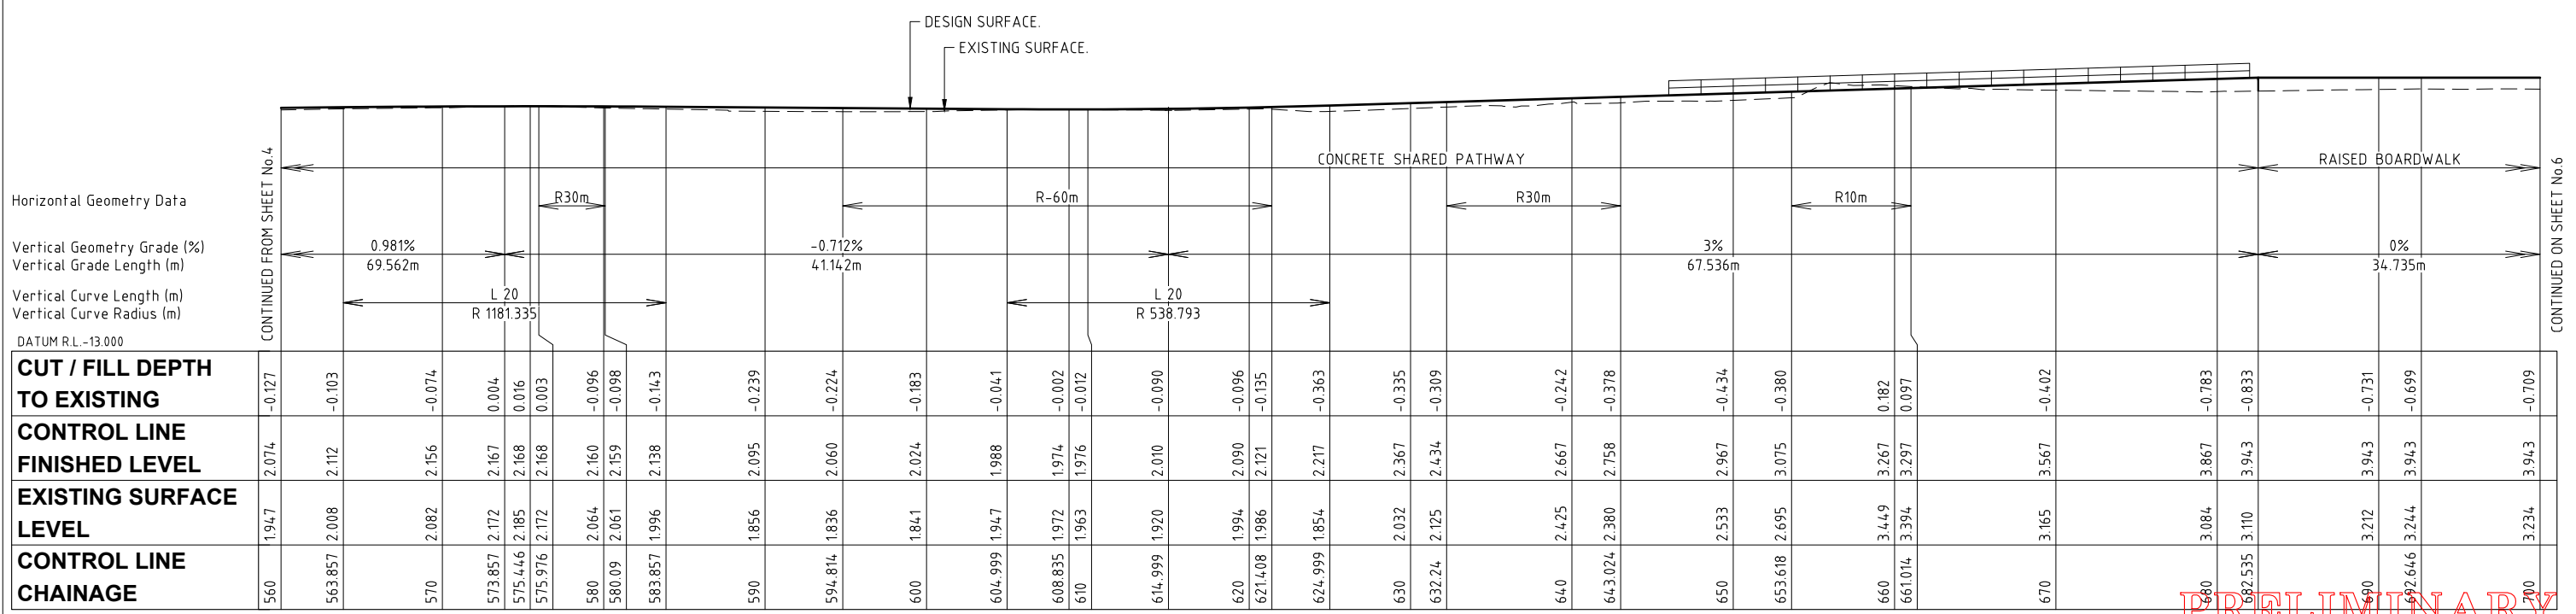 DESIGN SURFACE.
EXISTING SURFACE.
CONTINUED FROM SHEET No.4
CONCRETE SHARED PATHWAY
RAISED BOARDWALK
CONTINUED ON SHEET No.6
Horizontal Geometry Data
R30m R-60m R30m R10m
Vertical Geometry Grade (%)
0.981% -0.712% 3% 0%
Vertical Grade Length (m)
69.562m 41.142m 67.536m 34.735m
Vertical Curve Length (m)
L 20 L 20
Vertical Curve Radius (m)
R 1181.335 R 538.793
DATUM R.L.-13.000
CUT / FILL DEPTH
TO EXISTING
-0.127 -0.103 -0.074 0.004 0.016 0.003 -0.096 -0.098 -0.143 -0.239 -0.224 -0.183 -0.041 -0.002 -0.012 -0.090 -0.096 -0.135 -0.363 -0.335 -0.309 -0.242 -0.378 -0.434 -0.380 0.182 0.097 -0.402 -0.783 -0.833 -0.731 -0.699 -0.709
CONTROL LINE
FINISHED LEVEL
2.074 2.112 2.156 2.167 2.168 2.168 2.160 2.159 2.138 2.095 2.060 2.024 1.988 1.974 1.976 2.010 2.090 2.121 2.217 2.367 2.434 2.667 2.758 2.967 3.075 3.267 3.297 3.567 3.867 3.943 3.943 3.943 3.943
EXISTING SURFACE
LEVEL
1.947 2.008 2.082 2.172 2.185 2.172 2.064 2.061 1.996 1.856 1.836 1.841 1.947 1.972 1.963 1.920 1.994 1.986 1.854 2.032 2.125 2.425 2.380 2.533 2.695 3.449 3.394 3.165 3.084 3.110 3.212 3.244 3.234
CONTROL LINE
CHAINAGE
560 563.857 570 573.857 575.446 575.976 580 580.09 583.857 590 594.814 600 604.999 608.835 610 614.999 620 621.408 624.999 630 632.24 640 643.024 650 653.618 660 661.014 670 680 682.535 690 692.646 700
PRELIMINARY